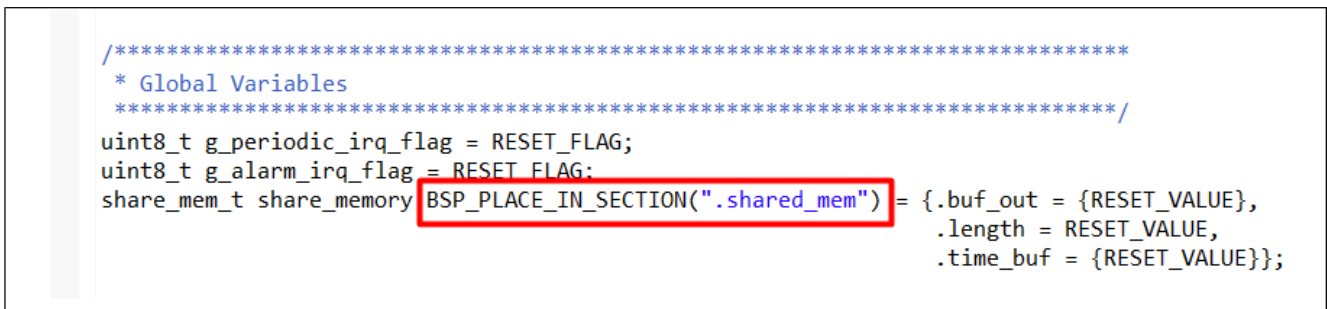 /******************************************************************************
* Global Variables
*****************************************************************************/
uint8_t g_periodic_irq_flag = RESET_FLAG;
uint8_t g_alarm_irq_flag = RESET_FLAG;
share_mem_t share_memory BSP_PLACE_IN_SECTION(".shared_mem") = {.buf_out = {RESET_VALUE},
.length = RESET_VALUE,
.time_buf = {RESET_VALUE}};